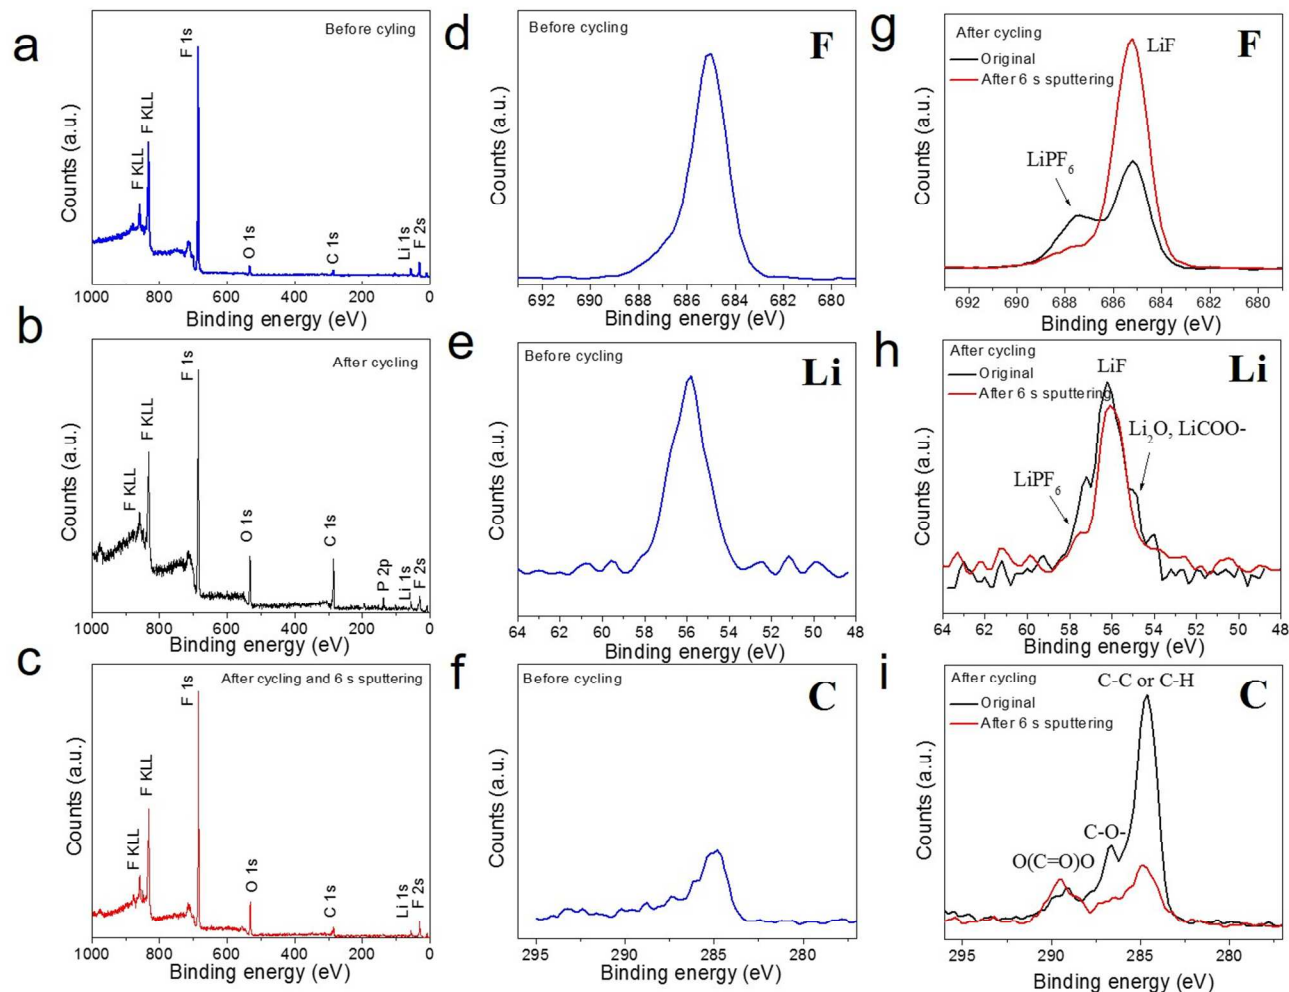 a
Before cyling
F 1s
F KLL
F KLL
O 1s
C 1s
Li 1s
F 2s
Counts (a.u.)
1000 800 600 400 200 0
Binding energy (eV)
d
Before cycling
F
Counts (a.u.)
692 690 688 686 684 682 680
Binding energy (eV)
g
After cycling
Original
After 6 s sputtering
LiF
F
LiPF6
Counts (a.u.)
692 690 688 686 684 682 680
Binding energy (eV)
b
After cycling
F 1s
F KLL
F KLL
O 1s
C 1s
P 2p
Li 1s
F 2s
Counts (a.u.)
1000 800 600 400 200 0
Binding energy (eV)
e
Before cycling
Li
Counts (a.u.)
64 62 60 58 56 54 52 50 48
Binding energy (eV)
h
After cycling
Original
After 6 s sputtering
LiF
Li
Li2O, LiCOO-
LiPF6
Counts (a.u.)
64 62 60 58 56 54 52 50 48
Binding energy (eV)
c
After cycling and 6 s sputtering
F 1s
F KLL
F KLL
O 1s
C 1s
Li 1s
F 2s
Counts (a.u.)
1000 800 600 400 200 0
Binding energy (eV)
f
Before cycling
C
Counts (a.u.)
295 290 285 280
Binding energy (eV)
i
After cycling
C-C or C-H
Original
After 6 s sputtering
C
C-O-
O(C=O)O
Counts (a.u.)
295 290 285 280
Binding energy (eV)